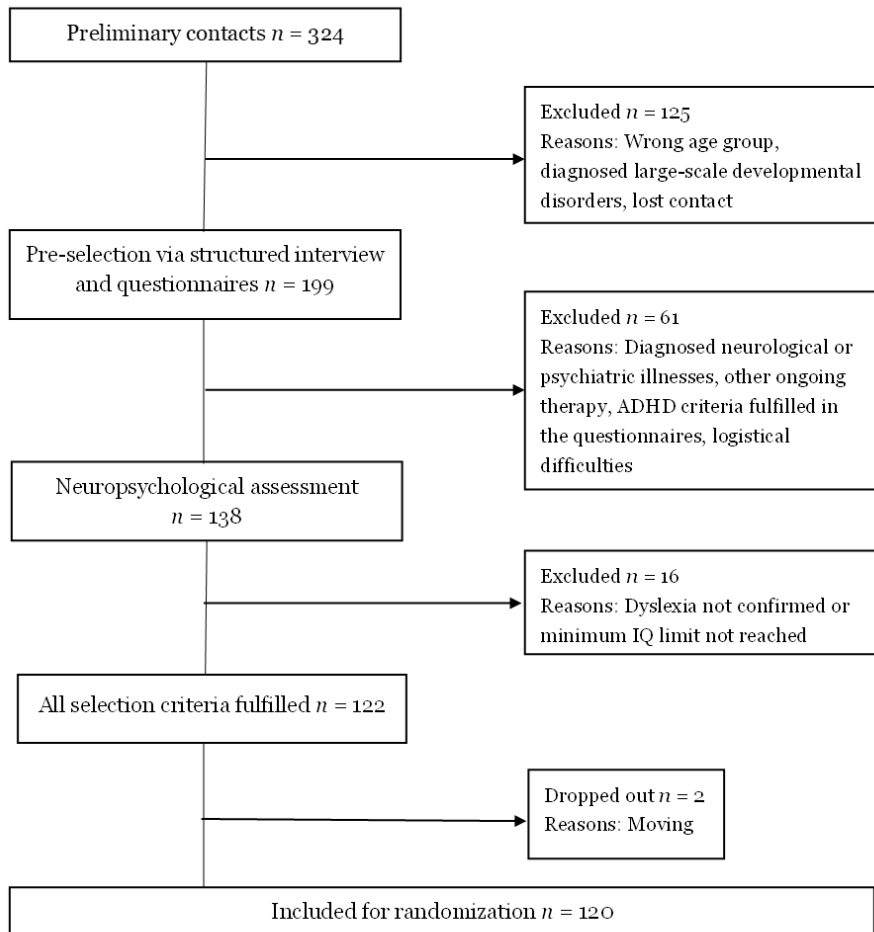 Preliminary contacts n = 324
Excluded n = 125
Reasons: Wrong age group,
diagnosed large-scale developmental
disorders, lost contact
Pre-selection via structured interview
and questionnaires n = 199
Excluded n = 61
Reasons: Diagnosed neurological or
psychiatric illnesses, other ongoing
therapy, ADHD criteria fulfilled in
the questionnaires, logistical
difficulties
Neuropsychological assessment
n = 138
Excluded n = 16
Reasons: Dyslexia not confirmed or
minimum IQ limit not reached
All selection criteria fulfilled n = 122
Dropped out n = 2
Reasons: Moving
Included for randomization n = 120